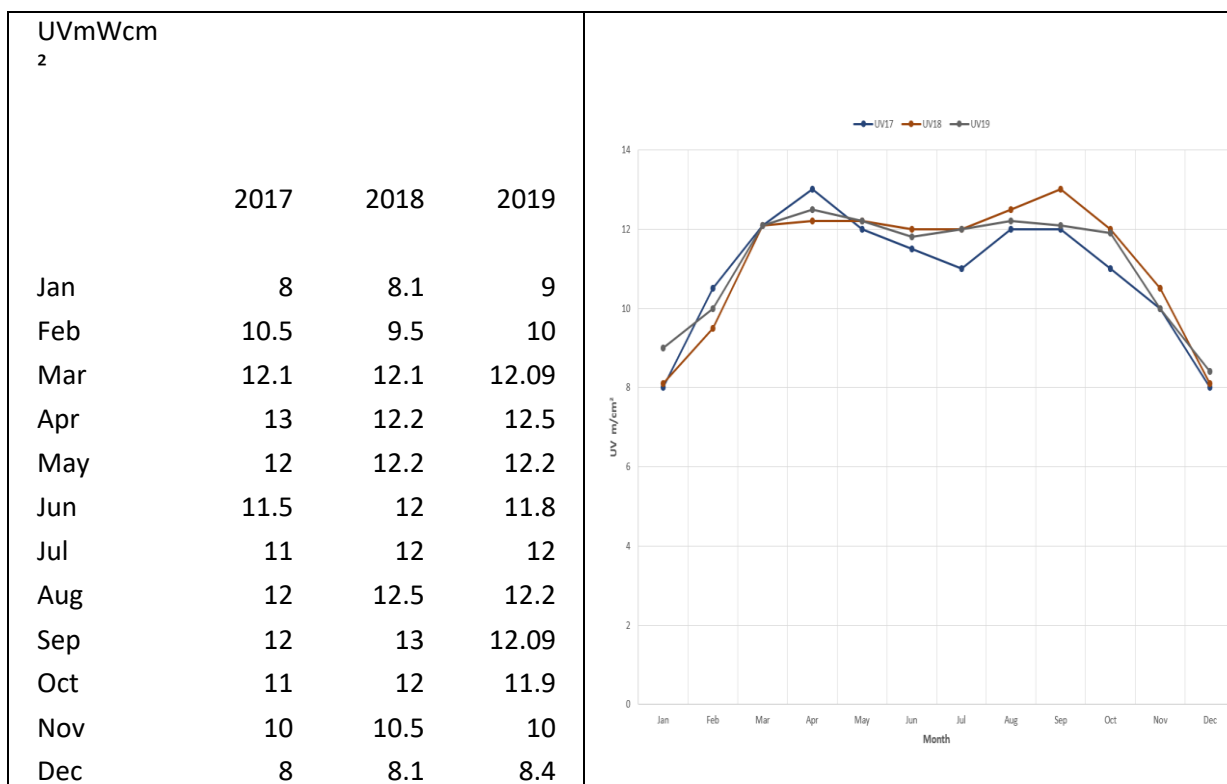 UVmWcm
2
2017 2018 2019
Jan 8 8.1 9
Feb 10.5 9.5 10
Mar 12.1 12.1 12.09
Apr 13 12.2 12.5
May 12 12.2 12.2
Jun 11.5 12 11.8
Jul 11 12 12
Aug 12 12.5 12.2
Sep 12 13 12.09
Oct 11 12 11.9
Nov 10 10.5 10
Dec 8 8.1 8.4
UV17 UV18 UV19
14
12
10
8
6
4
2
0
UV m/cm²
Jan Feb Mar Apr May Jun Jul Aug Sep Oct Nov Dec
Month